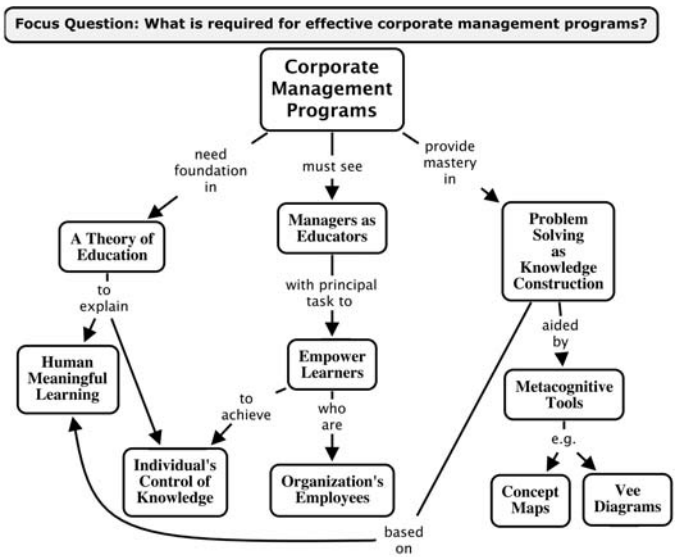 Focus Question: What is required for effective corporate management programs?
Corporate
Management
Programs
need
foundation
in
must see
provide
mastery
in
A Theory of
Education
Managers as
Educators
Problem
Solving
as
Knowledge
Construction
to
explain
with principal
task to
aided
by
Human
Meaningful
Learning
Empower
Learners
Metacognitive
Tools
to
achieve
who
are
e.g.
Individual's
Control of
Knowledge
Organization's
Employees
Concept
Maps
Vee
Diagrams
based
on